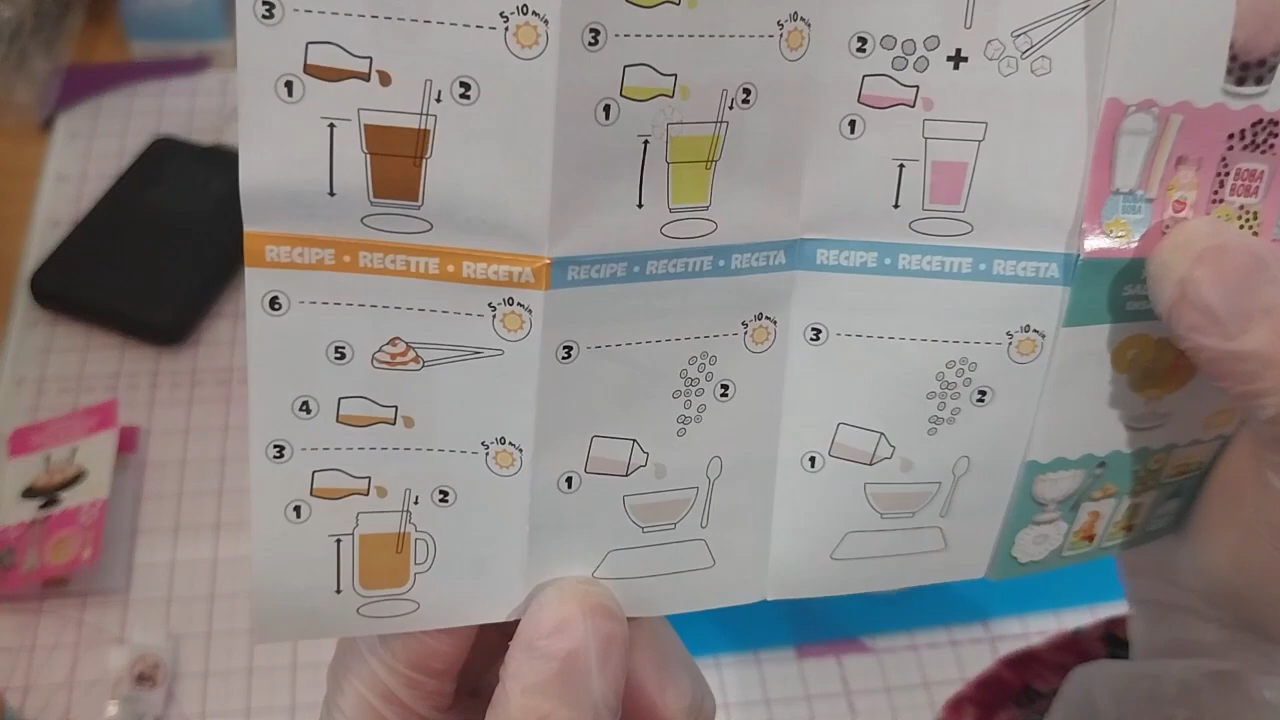 3
5-10 min
1
2
3
5-10 min
1
2
2
+
1
BOBA
BOBA
RECIPE • RECETTE • RECETA
RECIPE • RECETTE • RECETA
RECIPE • RECETTE • RECETA
6
5-10 min
5
4
3
5-10 min
1
2
3
5-10 min
2
1
3
5-10 min
2
1